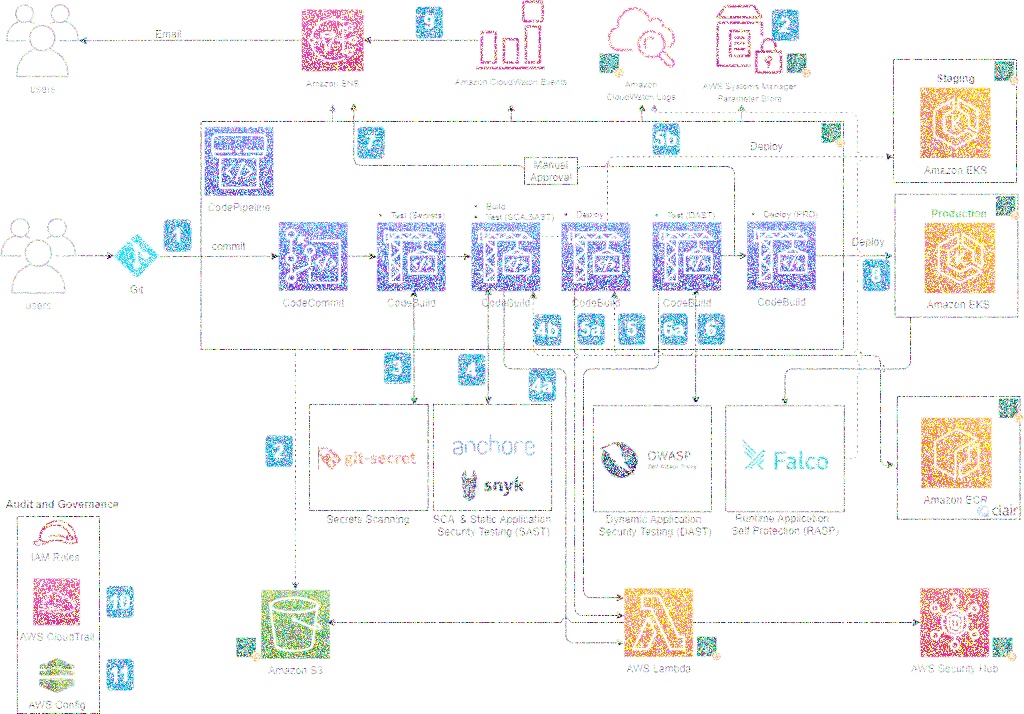 Email
9
2
users
Amazon SNS
Amazon CloudWatch Events
Amazon
CloudWatch Logs
AWS Systems Manager
Parameter Store
Staging
Amazon EKS
7
5b
Deploy
Manual
Approval
CodePipeline
Production
Amazon EKS
1
commit
Git
users
Test (Secrets)
Build
Test (SCA,SAST)
Deploy
Test (DAST)
Deploy (PRD)
CodeCommit
CodeBuild
CodeBuild
CodeBuild
CodeBuild
CodeBuild
Deploy
8
4b
5a
5
6a
6
3
4
4a
2
git-secret
anchore
snyk
OWASP
Falco
Amazon ECR
clair
Secrets Scanning
SCA & Static Application
Security Testing (SAST)
Dynamic Application
Security Testing (DAST)
Runtime Application
Self Protection (RASP)
Audit and Governance
IAM Roles
10
AWS CloudTrail
11
AWS Config
Amazon S3
AWS Lambda
AWS Security Hub